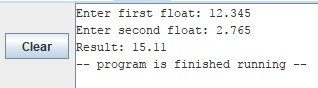 Enter first float: 12.345
Enter second float: 2.765
Clear
Result: 15.11
-- program is finished running --